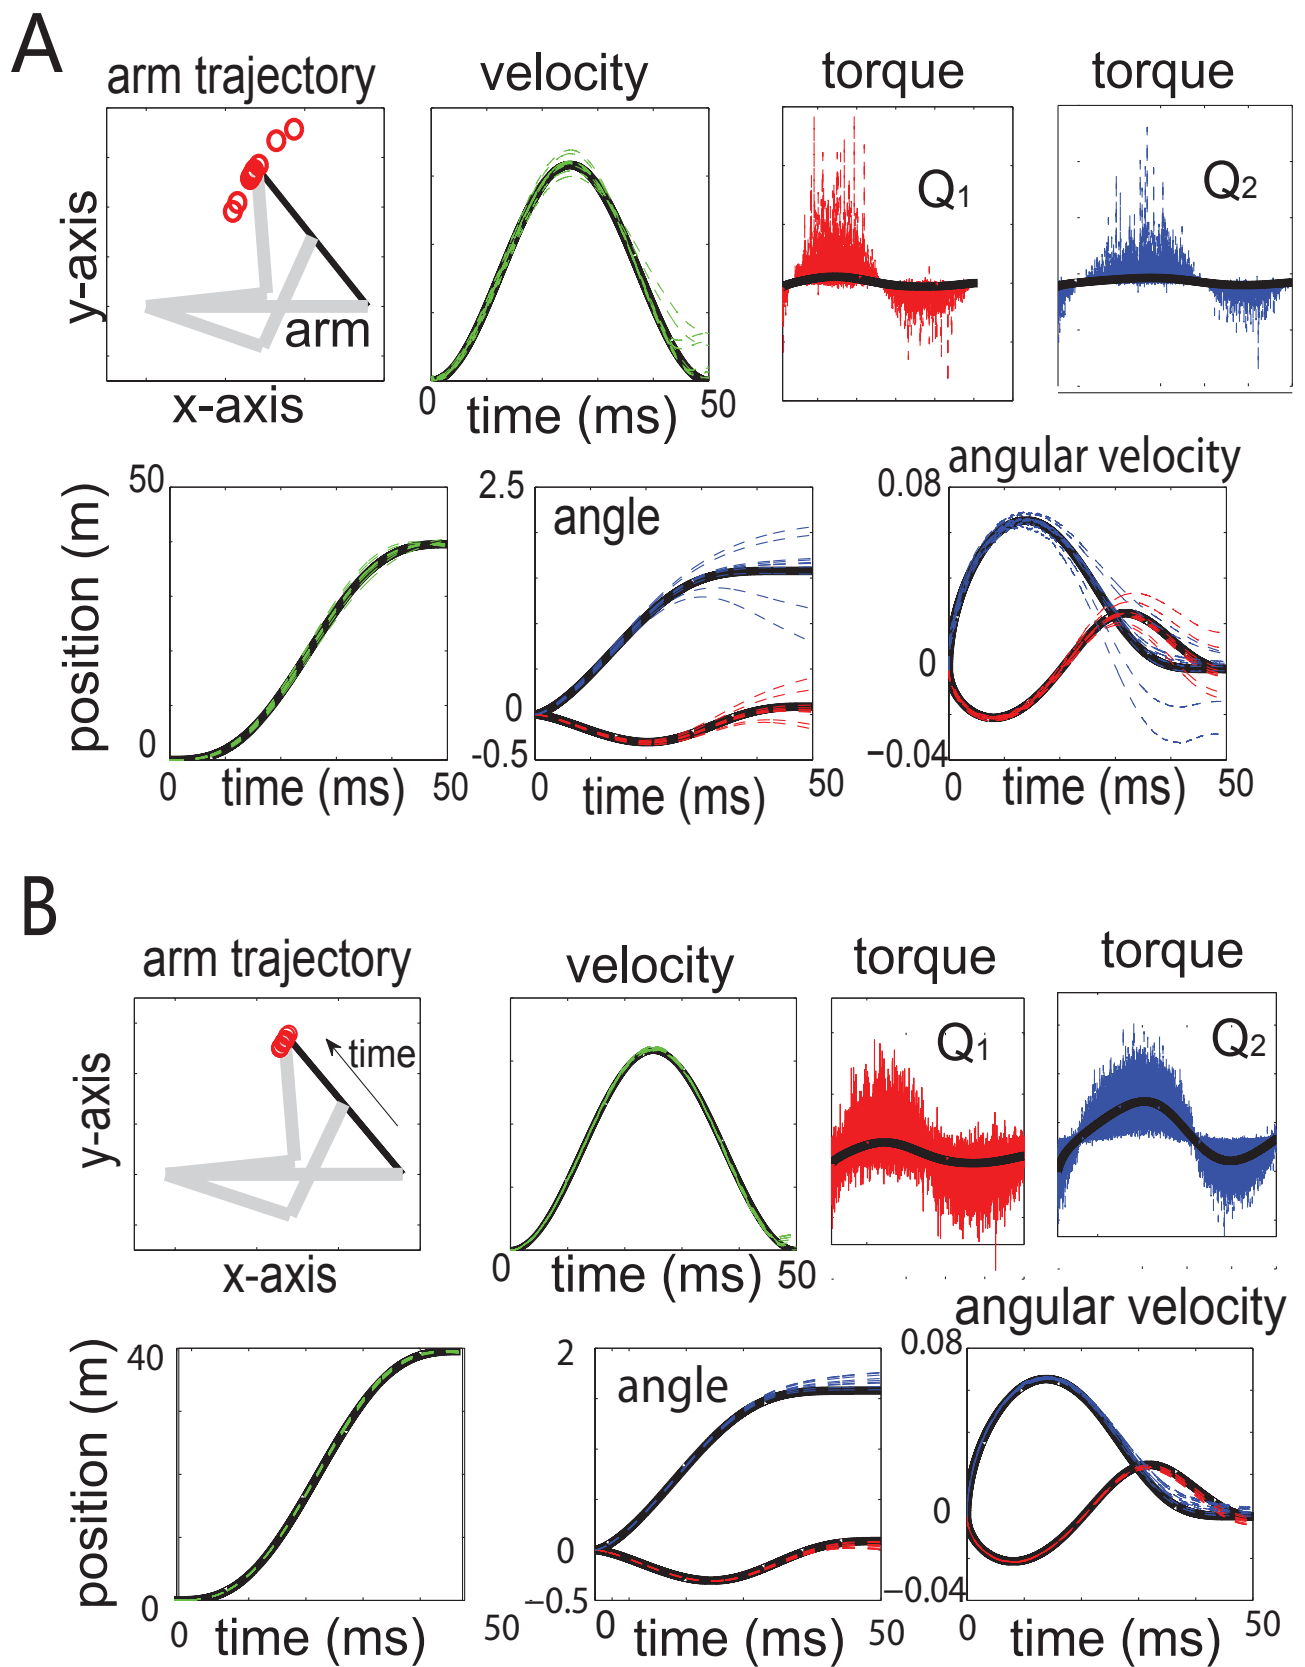 A
arm trajectory
velocity
torque
torque
y-axis
arm
x-axis
0
time (ms)
50
Q1
Q2
position (m)
50
0
0
time (ms)
50
angle
2.5
0
-0.5
0
time (ms)
50
angular velocity
0.08
0
−0.04
0
time (ms)
50
B
arm trajectory
velocity
torque
torque
y-axis
time
x-axis
0
time (ms)
50
Q1
Q2
position (m)
40
0
0
time (ms)
50
angle
2
0
−0.5
0
time (ms)
50
angular velocity
0.08
0
−0.04
0
time (ms)
50